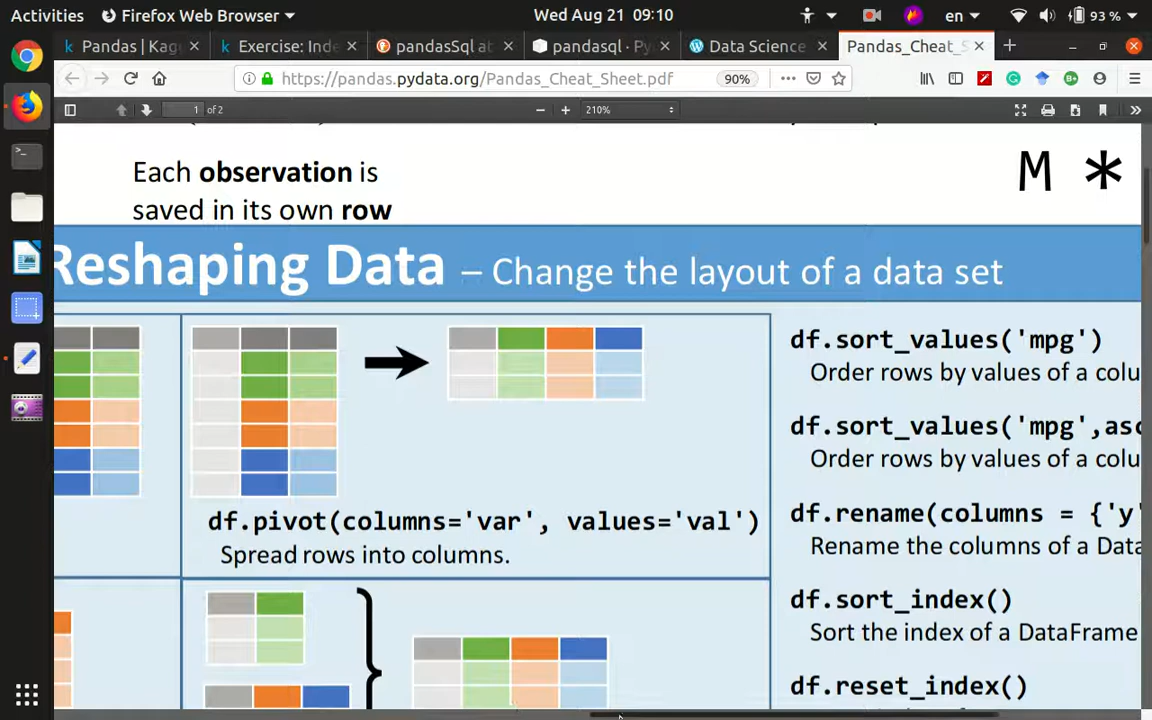 Activities Firefox Web Browser Wed Aug 21 09:10 en 93 %
Pandas | Kag Exercise: Inde pandasSql at pandasql · Py Data Science Pandas_Cheat_S
https://pandas.pydata.org/Pandas_Cheat_Sheet.pdf 90%
1 of 2 210%
Each observation is
saved in its own row
M *
Reshaping Data – Change the layout of a data set
df.pivot(columns='var', values='val')
Spread rows into columns.
df.sort_values('mpg')
Order rows by values of a colu
df.sort_values('mpg',asc
Order rows by values of a colu
df.rename(columns = {'y'
Rename the columns of a Data
df.sort_index()
Sort the index of a DataFrame
df.reset_index()